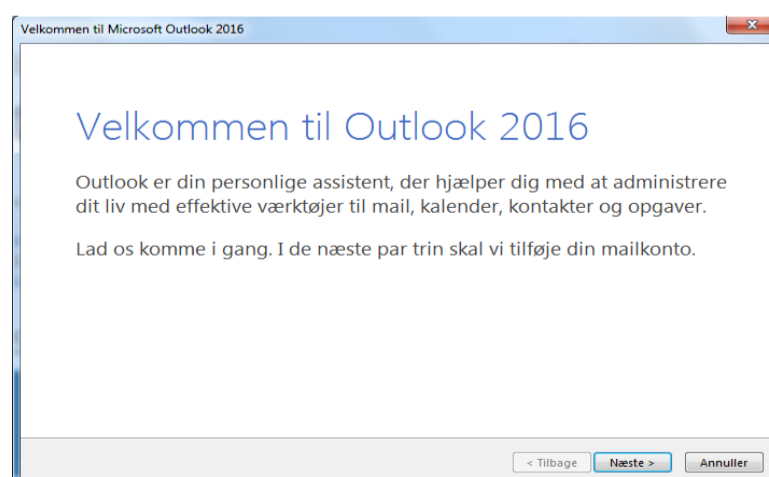 Velkommen til Microsoft Outlook 2016
Velkommen til Outlook 2016
Outlook er din personlige assistent, der hjælper dig med at administrere
dit liv med effektive værktøjer til mail, kalender, kontakter og opgaver.
Lad os komme i gang. I de næste par trin skal vi tilføje din mailkonto.
< Tilbage Næste > Annuller